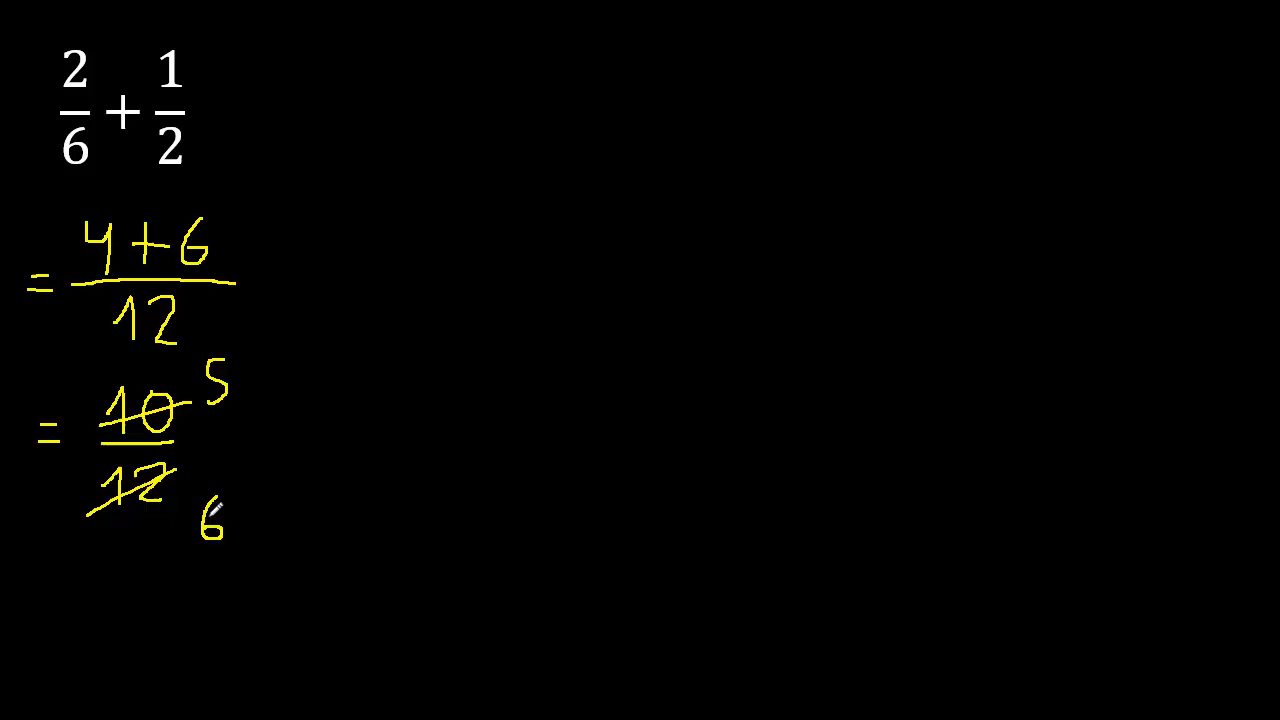 2/6 + 1/2
= 4+6/12
= 10/12 5/6